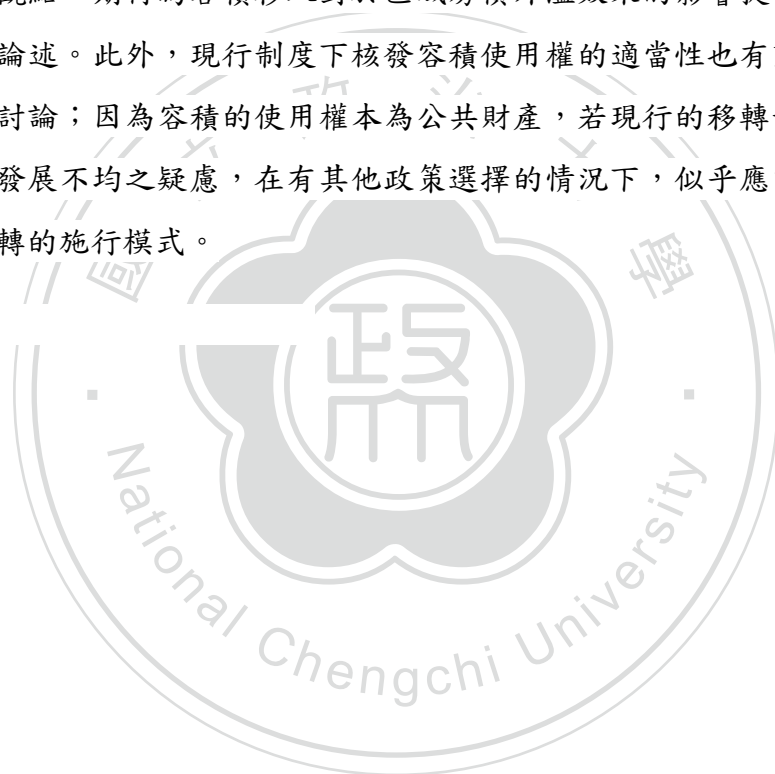 論述。此外，現行制度下核發容積使用權的適當性也有
討論；因為容積的使用權本為公共財產，若現行的移轉
發展不均之疑慮，在有其他政策選擇的情況下，似乎應
轉的施行模式。
國 政 治 學
政
National Chengchi University